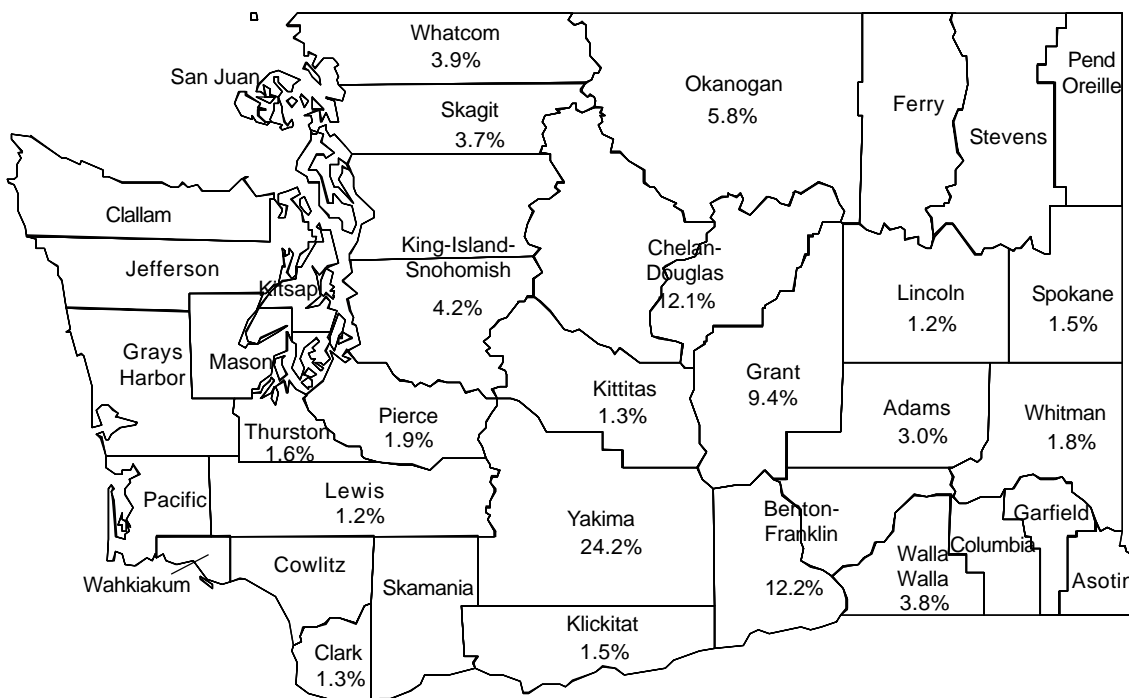 Whatcom
3.9%
San Juan
Skagit
3.7%
Okanogan
5.8%
Ferry
Stevens
Pend
Oreille
Clallam
Jefferson
Kitsap
King-Island-
Snohomish
4.2%
Chelan-
Douglas
12.1%
Lincoln
1.2%
Spokane
1.5%
Grays
Harbor
Mason
Kittitas
1.3%
Grant
9.4%
Adams
3.0%
Whitman
1.8%
Thurston
1.6%
Pierce
1.9%
Pacific
Lewis
1.2%
Yakima
24.2%
Benton-
Franklin
12.2%
Walla
Walla
3.8%
Columbia
Garfield
Asotin
Wahkiakum
Cowlitz
Skamania
Clark
1.3%
Klickitat
1.5%